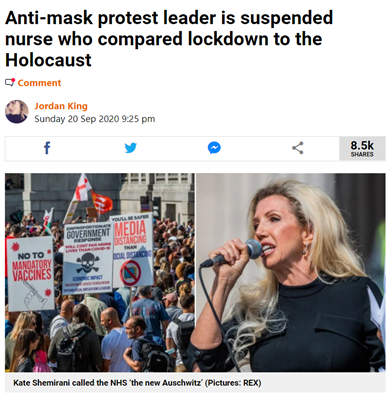 Anti-mask protest leader is suspended
nurse who compared lockdown to the
Holocaust
Comment
Jordan King
Sunday 20 Sep 2020 9:25 pm
8.5k
SHARES
NO TO
MANDATORY
VACCINES
DISPROPORTIONATE
GOVERNMENT
RESPONSE
WILL COST FAR MORE
LIVES THAN COVID-19
ECONOMIC
IMPACT
YOU'LL BE SAFER
MEDIA
DISTANCING
THAN
SOCIAL DISTANCING
Kate Shemirani called the NHS 'the new Auschwitz' (Pictures: REX)